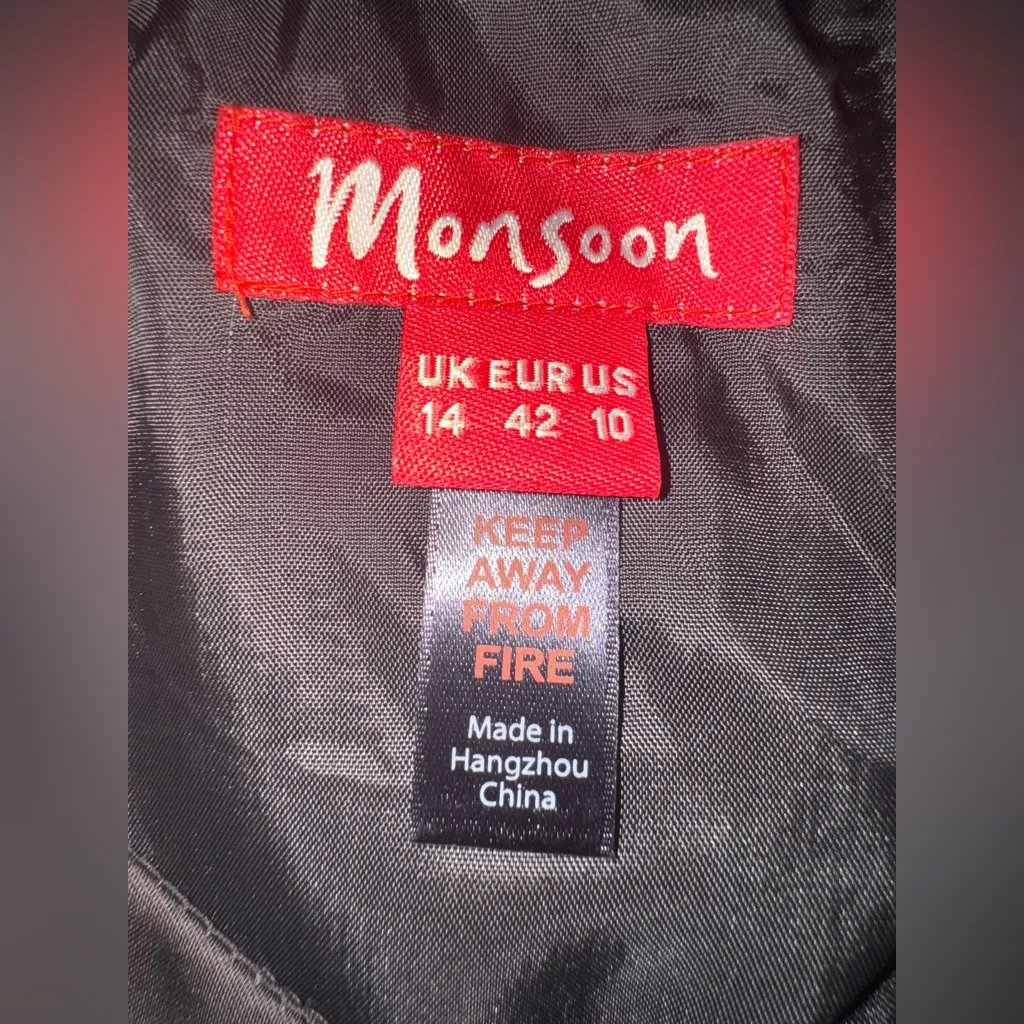 Monsoon
UK EUR US
14 42 10
KEEP
AWAY
FROM
FIRE
Made in
Hangzhou
China